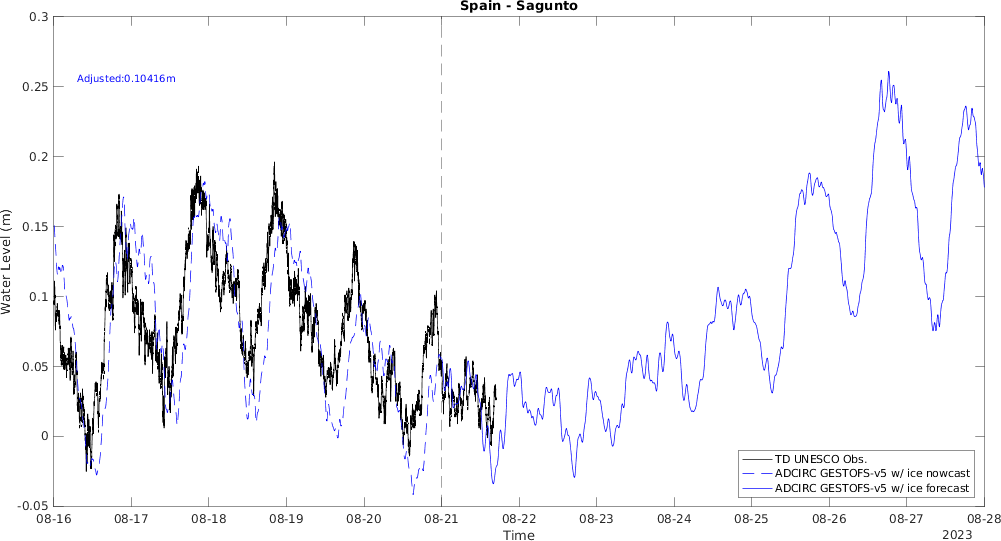 Spain - Sagunto
0.3
0.25
0.2
0.15
0.1
0.05
0
-0.05
Water Level (m)
Adjusted:0.10416m
TD UNESCO Obs.
ADCIRC GESTOFS-v5 w/ ice nowcast
ADCIRC GESTOFS-v5 w/ ice forecast
08-16 08-17 08-18 08-19 08-20 08-21 08-22 08-23 08-24 08-25 08-26 08-27 08-28
Time
2023